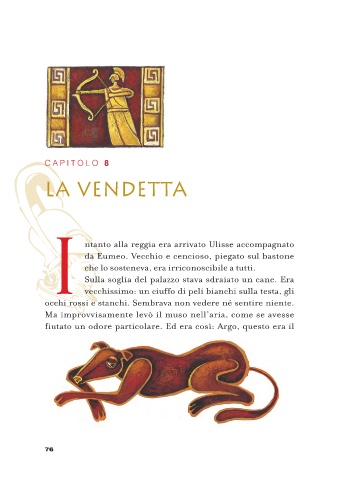 CAPITOLO 8
LA VENDETTA
Intanto alla reggia era arrivato Ulisse accompagnato
da Eumeo. Vecchio e cencioso, piegato sul bastone
che lo sosteneva, era irriconoscibile a tutti.
Sulla soglia del palazzo stava sdraiato un cane. Era
vecchissimo: un ciuffo di peli bianchi sulla testa, gli
occhi rossi e stanchi. Sembrava non vedere né sentire niente.
Ma improvvisamente levò il muso nell'aria, come se avesse
fiutato un odore particolare. Ed era così: Argo, questo era il
76